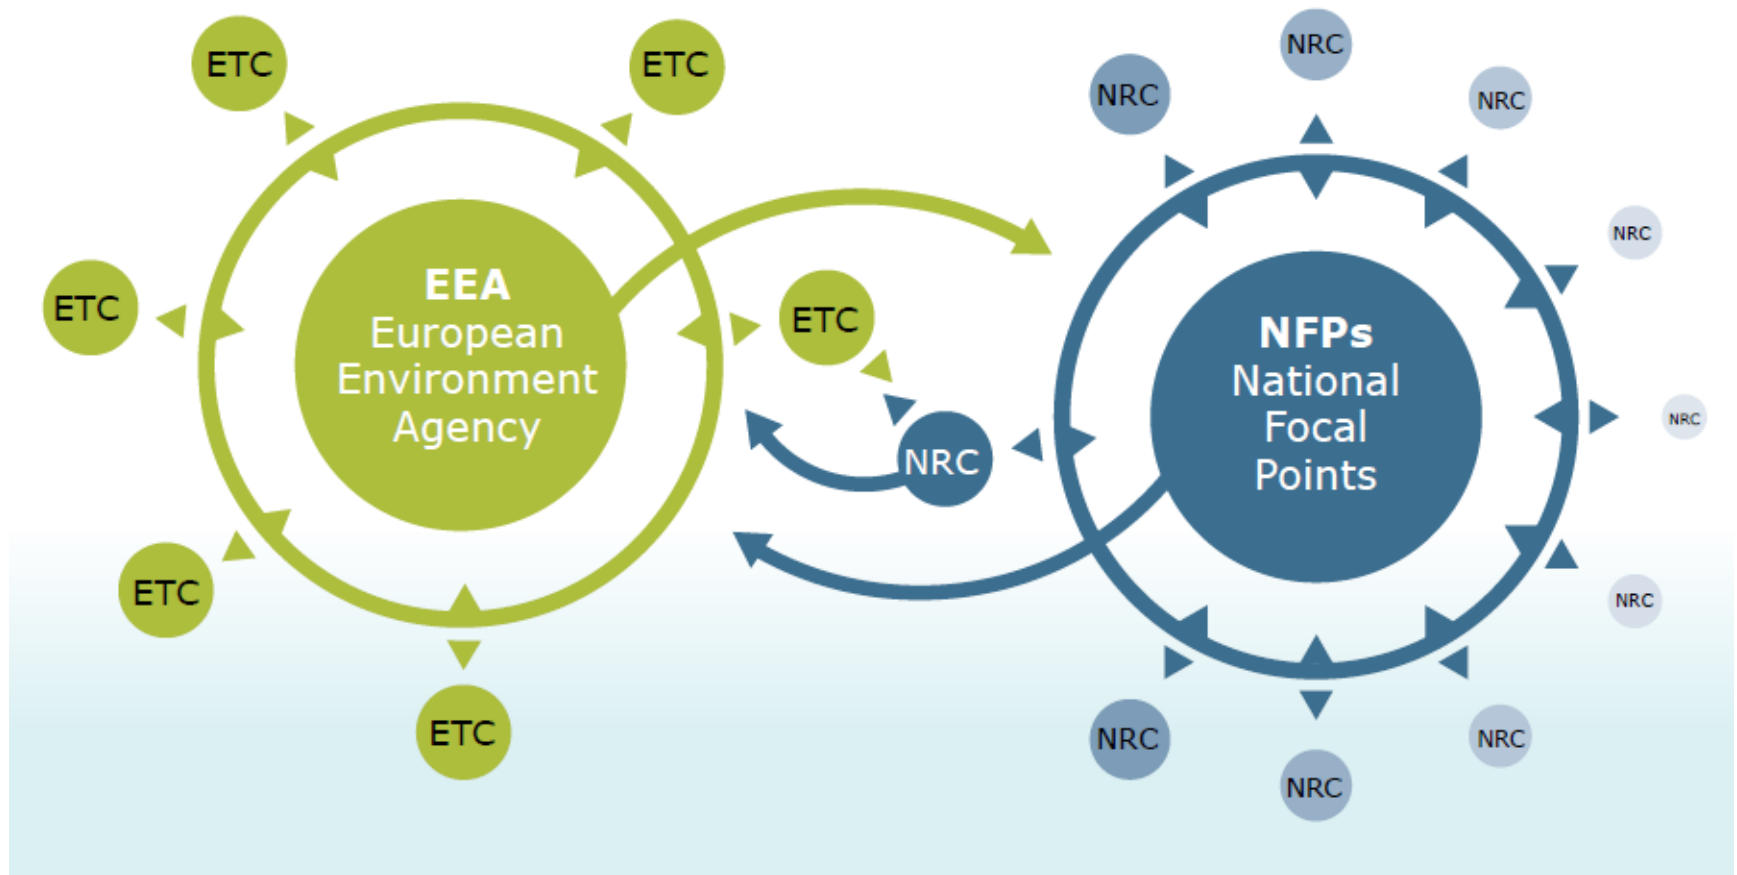 ETC
ETC
ETC
ETC
ETC
ETC
EEA
European
Environment
Agency
NRC
NRC
NRC
NRC
NRC
NRC
NRC
NRC
NRC
NRC
NFPs
National
Focal
Points